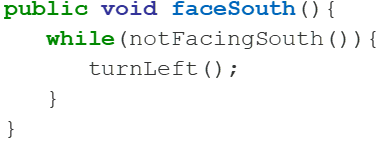 public void faceSouth(){
   while(notFacingSouth()){
      turnLeft();
   }
}